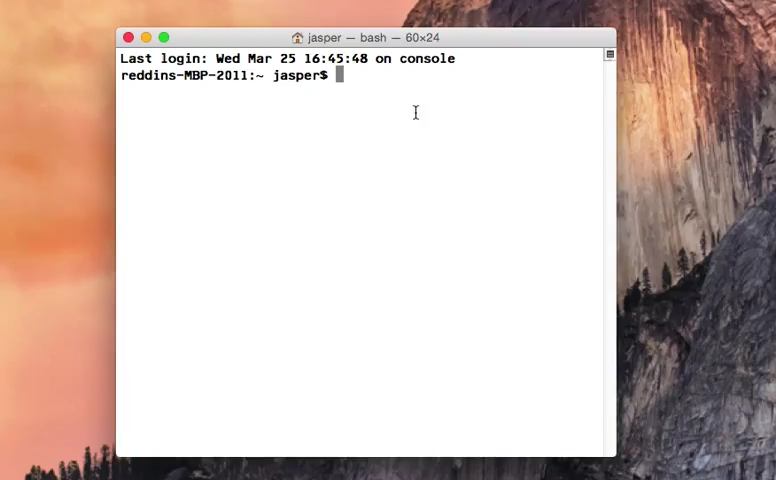 jasper — bash — 60×24
Last login: Wed Mar 25 16:45:48 on console
reddins-MBP-2011:~ jasper$